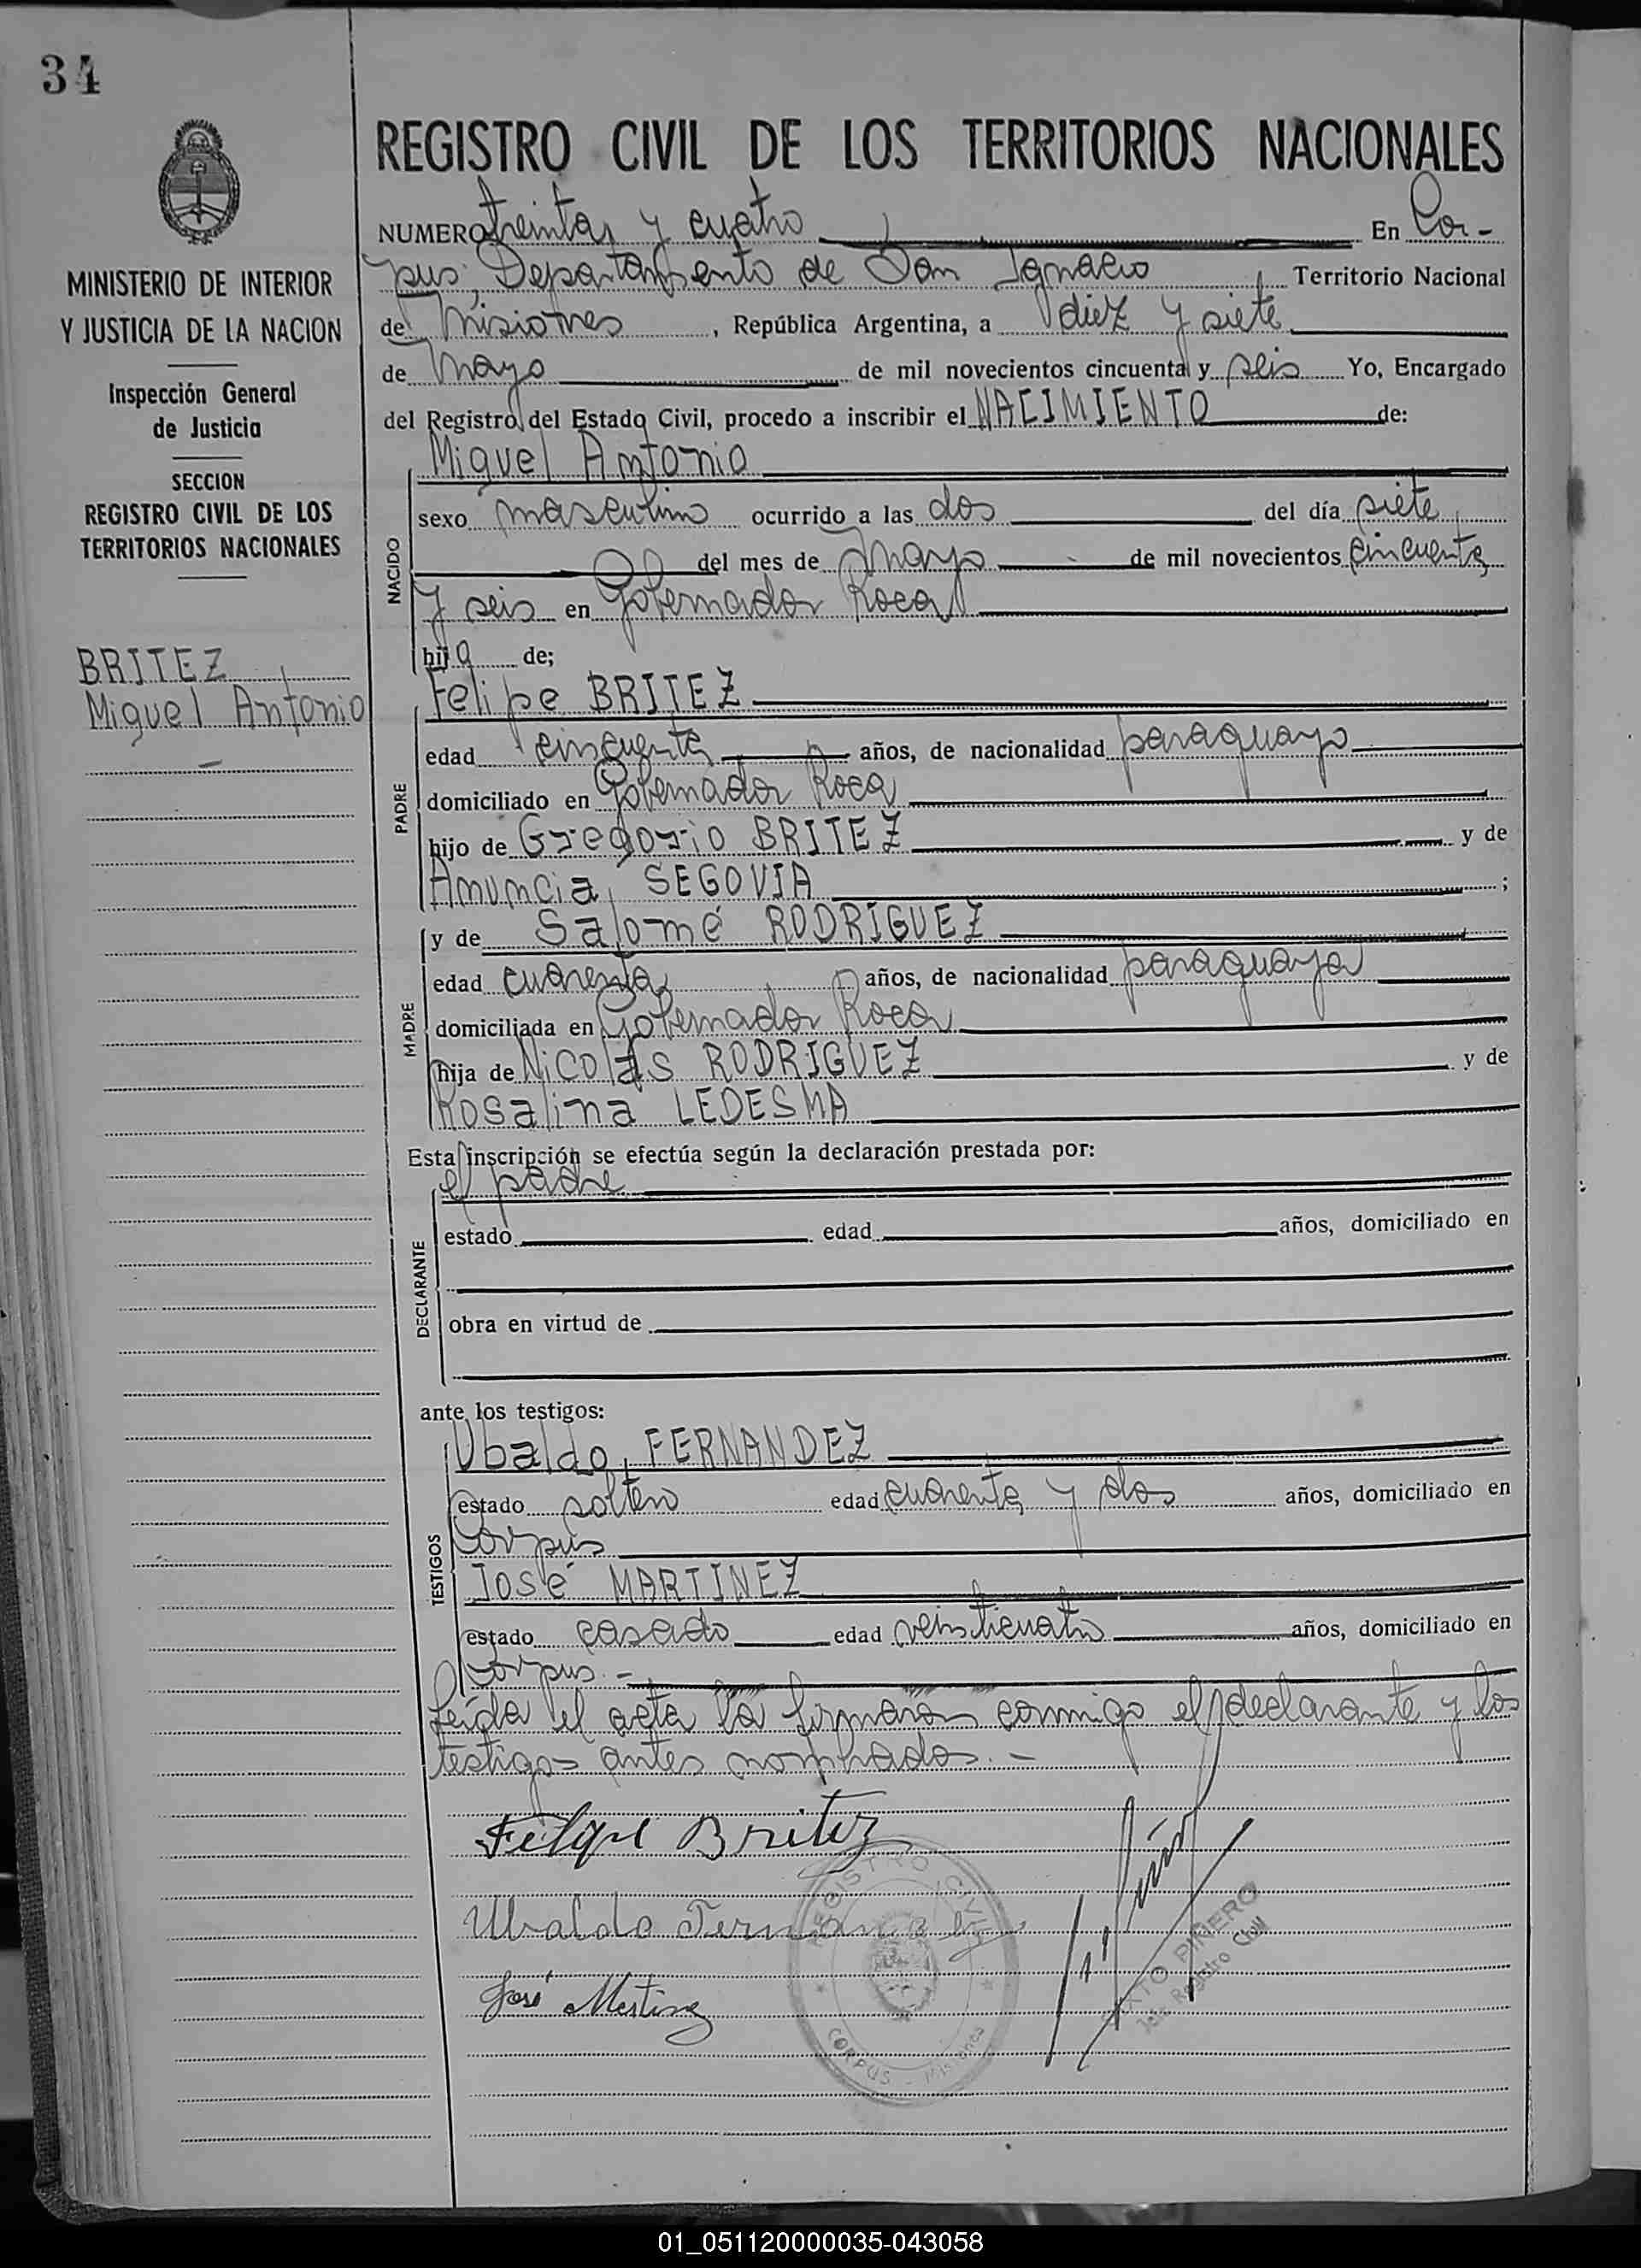 34
MINISTERIO DE INTERIOR
Y JUSTICIA DE LA NACION
Inspección General
de Justicia
SECCION
REGISTRO CIVIL DE LOS
TERRITORIOS NACIONALES
BRITEZ
Miguel Antonio
REGISTRO CIVIL DE LOS TERRITORIOS NACIONALES
NUMERO treinta y cuatro En Cor-
pus, Departamento de San Ignacio Territorio Nacional
de Misiones, República Argentina, a diez y siete
de Mayo de mil novecientos cincuenta y seis Yo, Encargado
del Registro del Estado Civil, procedo a inscribir el NACIMIENTO de:
NACIDO
Miguel Antonio
sexo masculino ocurrido a las dos del día siete
del mes de Mayo de mil novecientos cincuenta
y seis en Gobernador Roca
hijo de;
PADRE
Felipe BRITEZ
edad cincuenta años, de nacionalidad paraguayo
domiciliado en Gobernador Roca
hijo de Gregorio BRITEZ y de
Anuncia SEGOVIA ;
MADRE
y de Salomé RODRIGUEZ
edad cuarenta años, de nacionalidad paraguaya
domiciliada en Gobernador Roca
hija de Nicolás RODRIGUEZ y de
Rosalina LEDESMA
Esta inscripción se efectúa según la declaración prestada por:
DECLARANTE
el padre
estado edad años, domiciliado en
obra en virtud de
ante los testigos:
TESTIGOS
Ubaldo FERNANDEZ
estado soltero edad cuarenta y dos años, domiciliado en
Corpus
José MARTINEZ
estado casado edad veinticuatro años, domiciliado en
Corpus.-
Leída el acta la firmaron conmigo el declarante y los
testigos antes nombrados.-
Felipe Britez
Ubaldo Fernandez
José Martinez
REGISTRO CIVIL
CORPUS - Misiones
SIXTO PIÑERO
Jefe Registro Civil
01_051120000035-043058